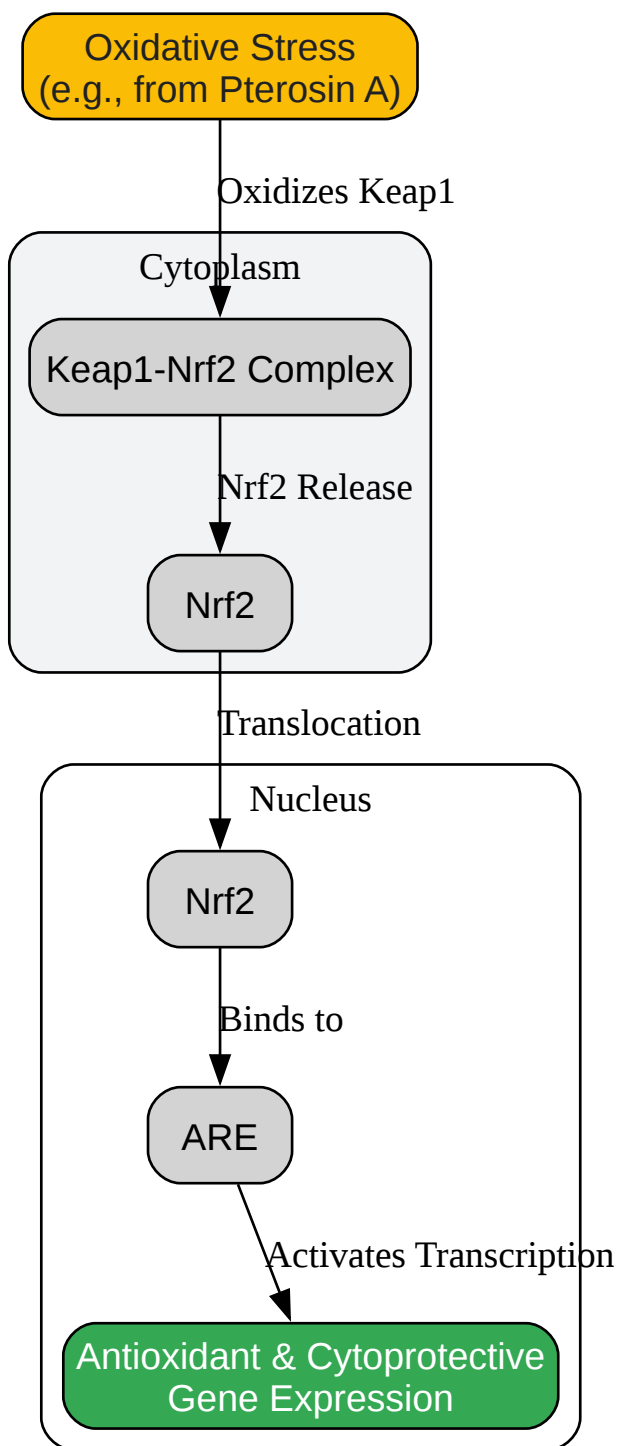 Oxidative Stress
(e.g., from Pterosin A)
Oxidizes Keap1
Cytoplasm
Keap1-Nrf2 Complex
Nrf2 Release
Nrf2
Translocation
Nucleus
Nrf2
Binds to
ARE
Activates Transcription
Antioxidant & Cytoprotective
Gene Expression